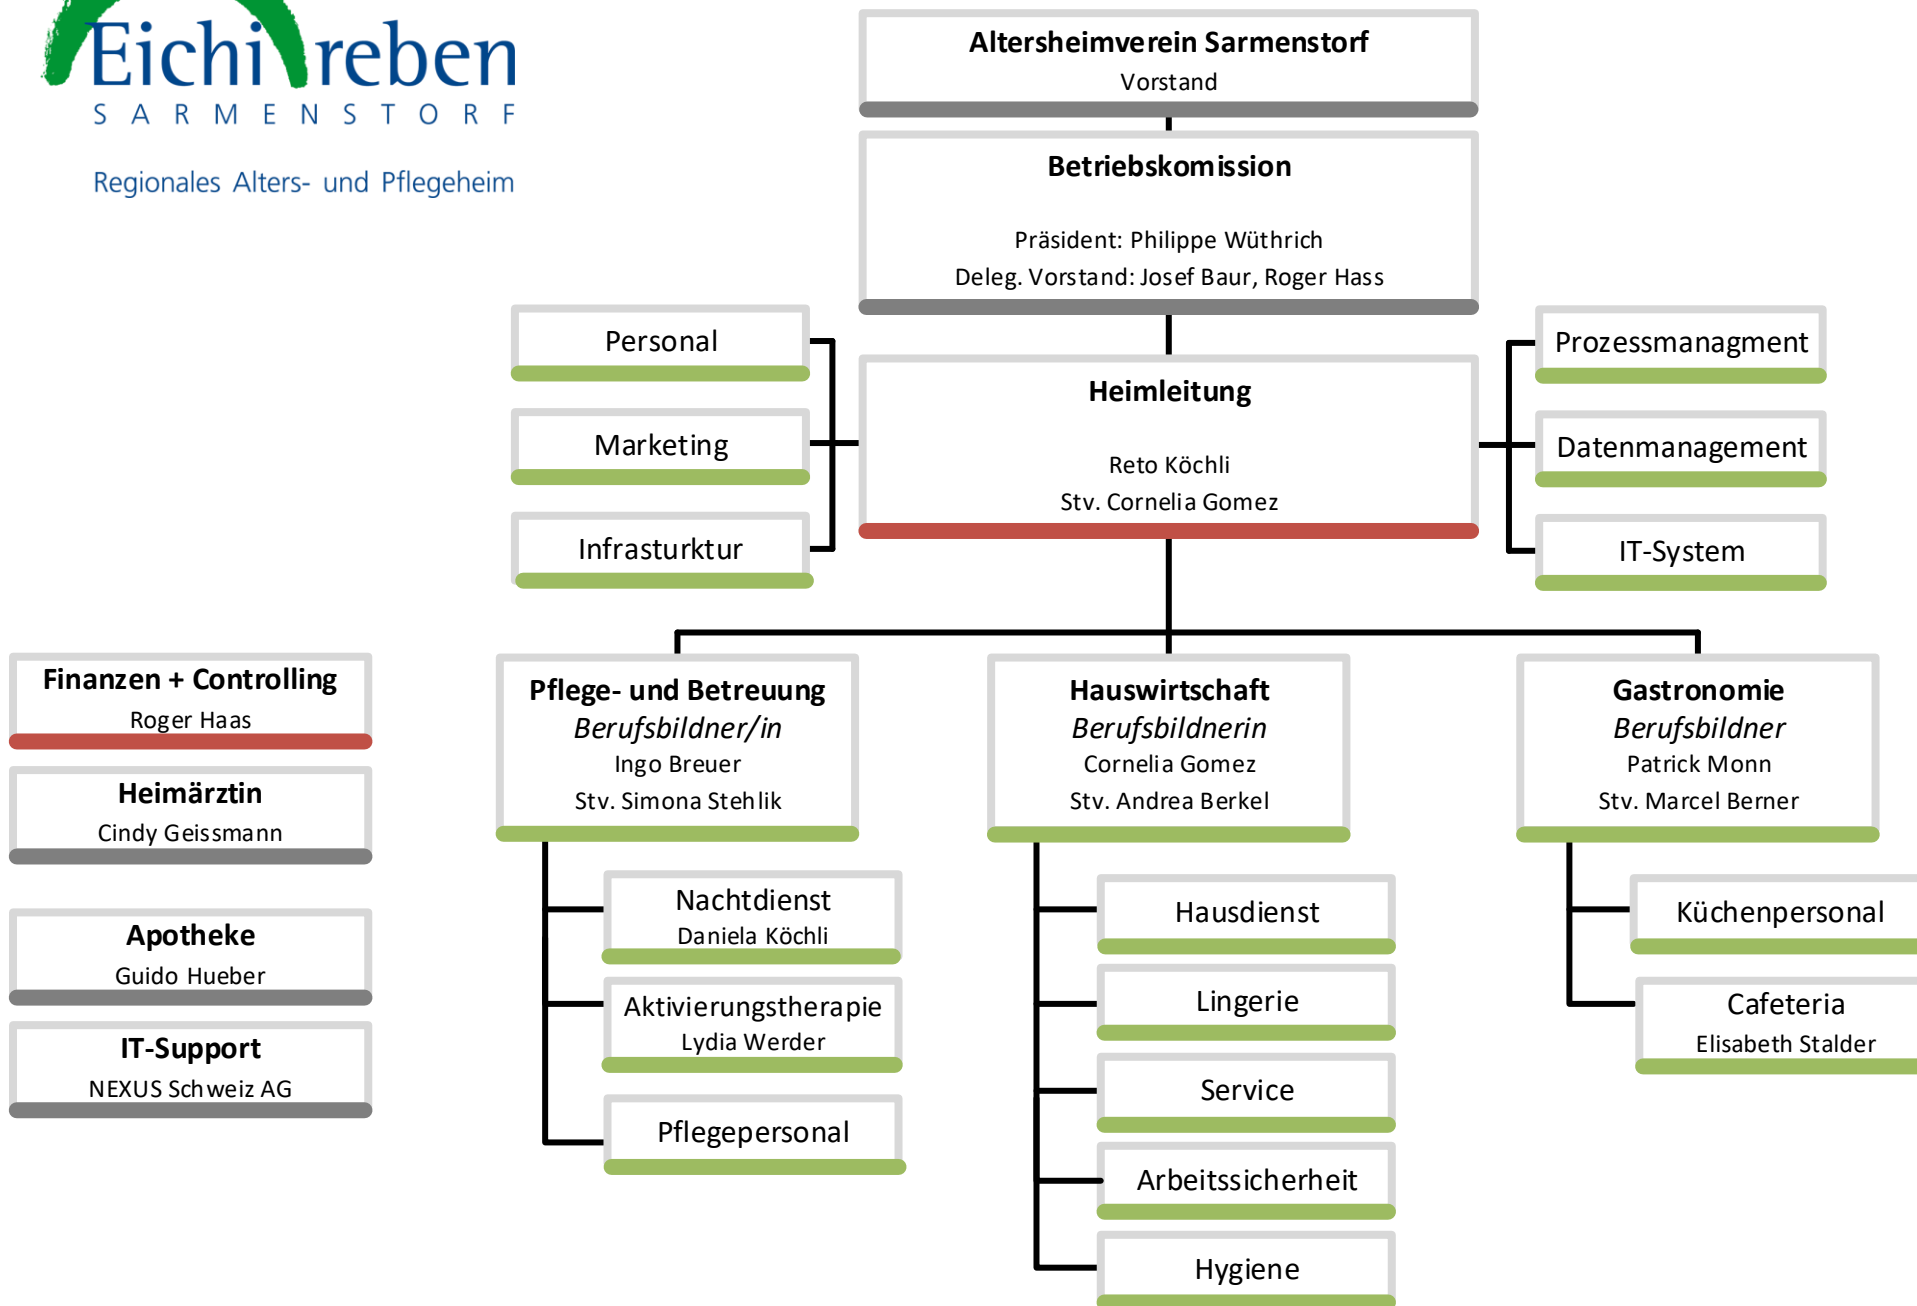 Eichireben
SARMENSTORF
Regionales Alters- und Pflegeheim
Altersheimverein Sarmenstorf
Vorstand
Betriebskomission
Präsident: Philippe Wüthrich
Deleg. Vorstand: Josef Baur, Roger Hass
Personal
Marketing
Infrasturktur
Heimleitung
Reto Köchli
Stv. Cornelia Gomez
Prozessmanagment
Datenmanagement
IT-System
Finanzen + Controlling
Roger Haas
Heimärztin
Cindy Geissmann
Apotheke
Guido Hueber
IT-Support
NEXUS Schweiz AG
Pflege- und Betreuung
Berufsbildner/in
Ingo Breuer
Stv. Simona Stehlik
Nachtdienst
Daniela Köchli
Aktivierungstherapie
Lydia Werder
Pflegepersonal
Hauswirtschaft
Berufsbildnerin
Cornelia Gomez
Stv. Andrea Berkel
Hausdienst
Lingerie
Service
Arbeitssicherheit
Hygiene
Gastronomie
Berufsbildner
Patrick Monn
Stv. Marcel Berner
Küchenpersonal
Cafeteria
Elisabeth Stalder